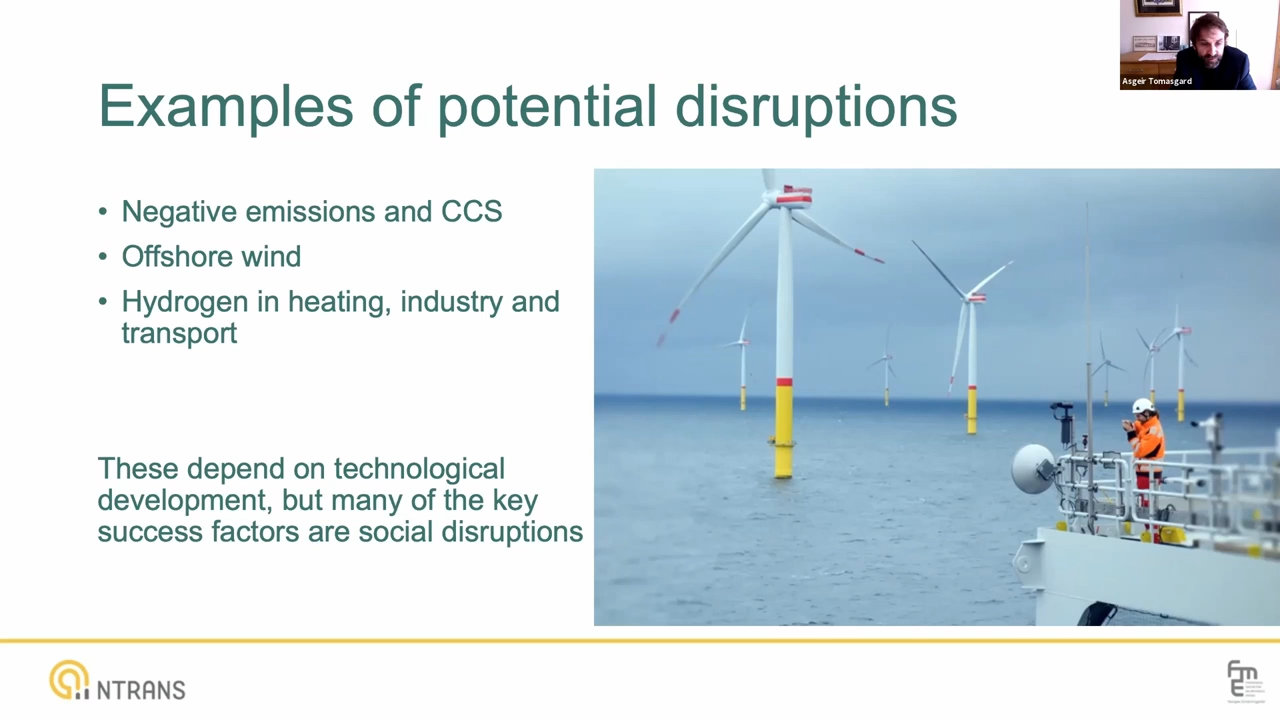 Asgeir Tomasgard
Examples of potential disruptions
• Negative emissions and CCS
• Offshore wind
• Hydrogen in heating, industry and
transport
These depend on technological
development, but many of the key
success factors are social disruptions
NTRANS
FME